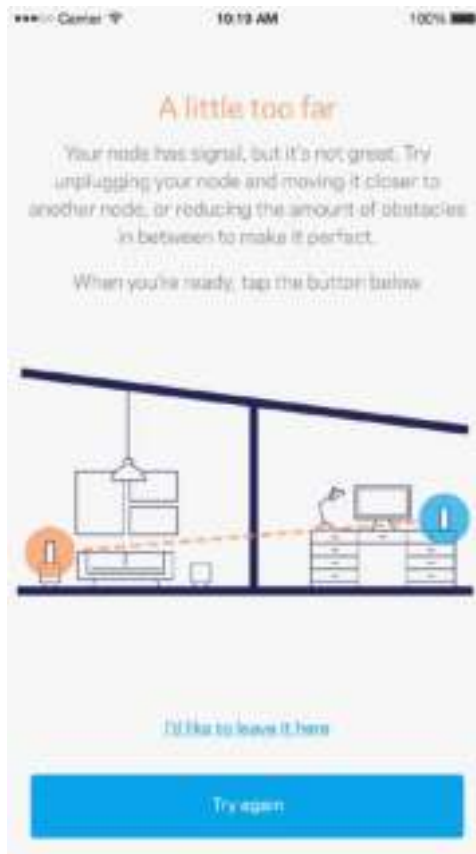 Carrier 10:19 AM 100%
A little too far
Your node has signal, but it's not great. Try
unplugging your node and moving it closer to
another node, or reducing the amount of obstacles
in between to make it perfect.
When you're ready, tap the button below
I'd like to leave it here
Try again